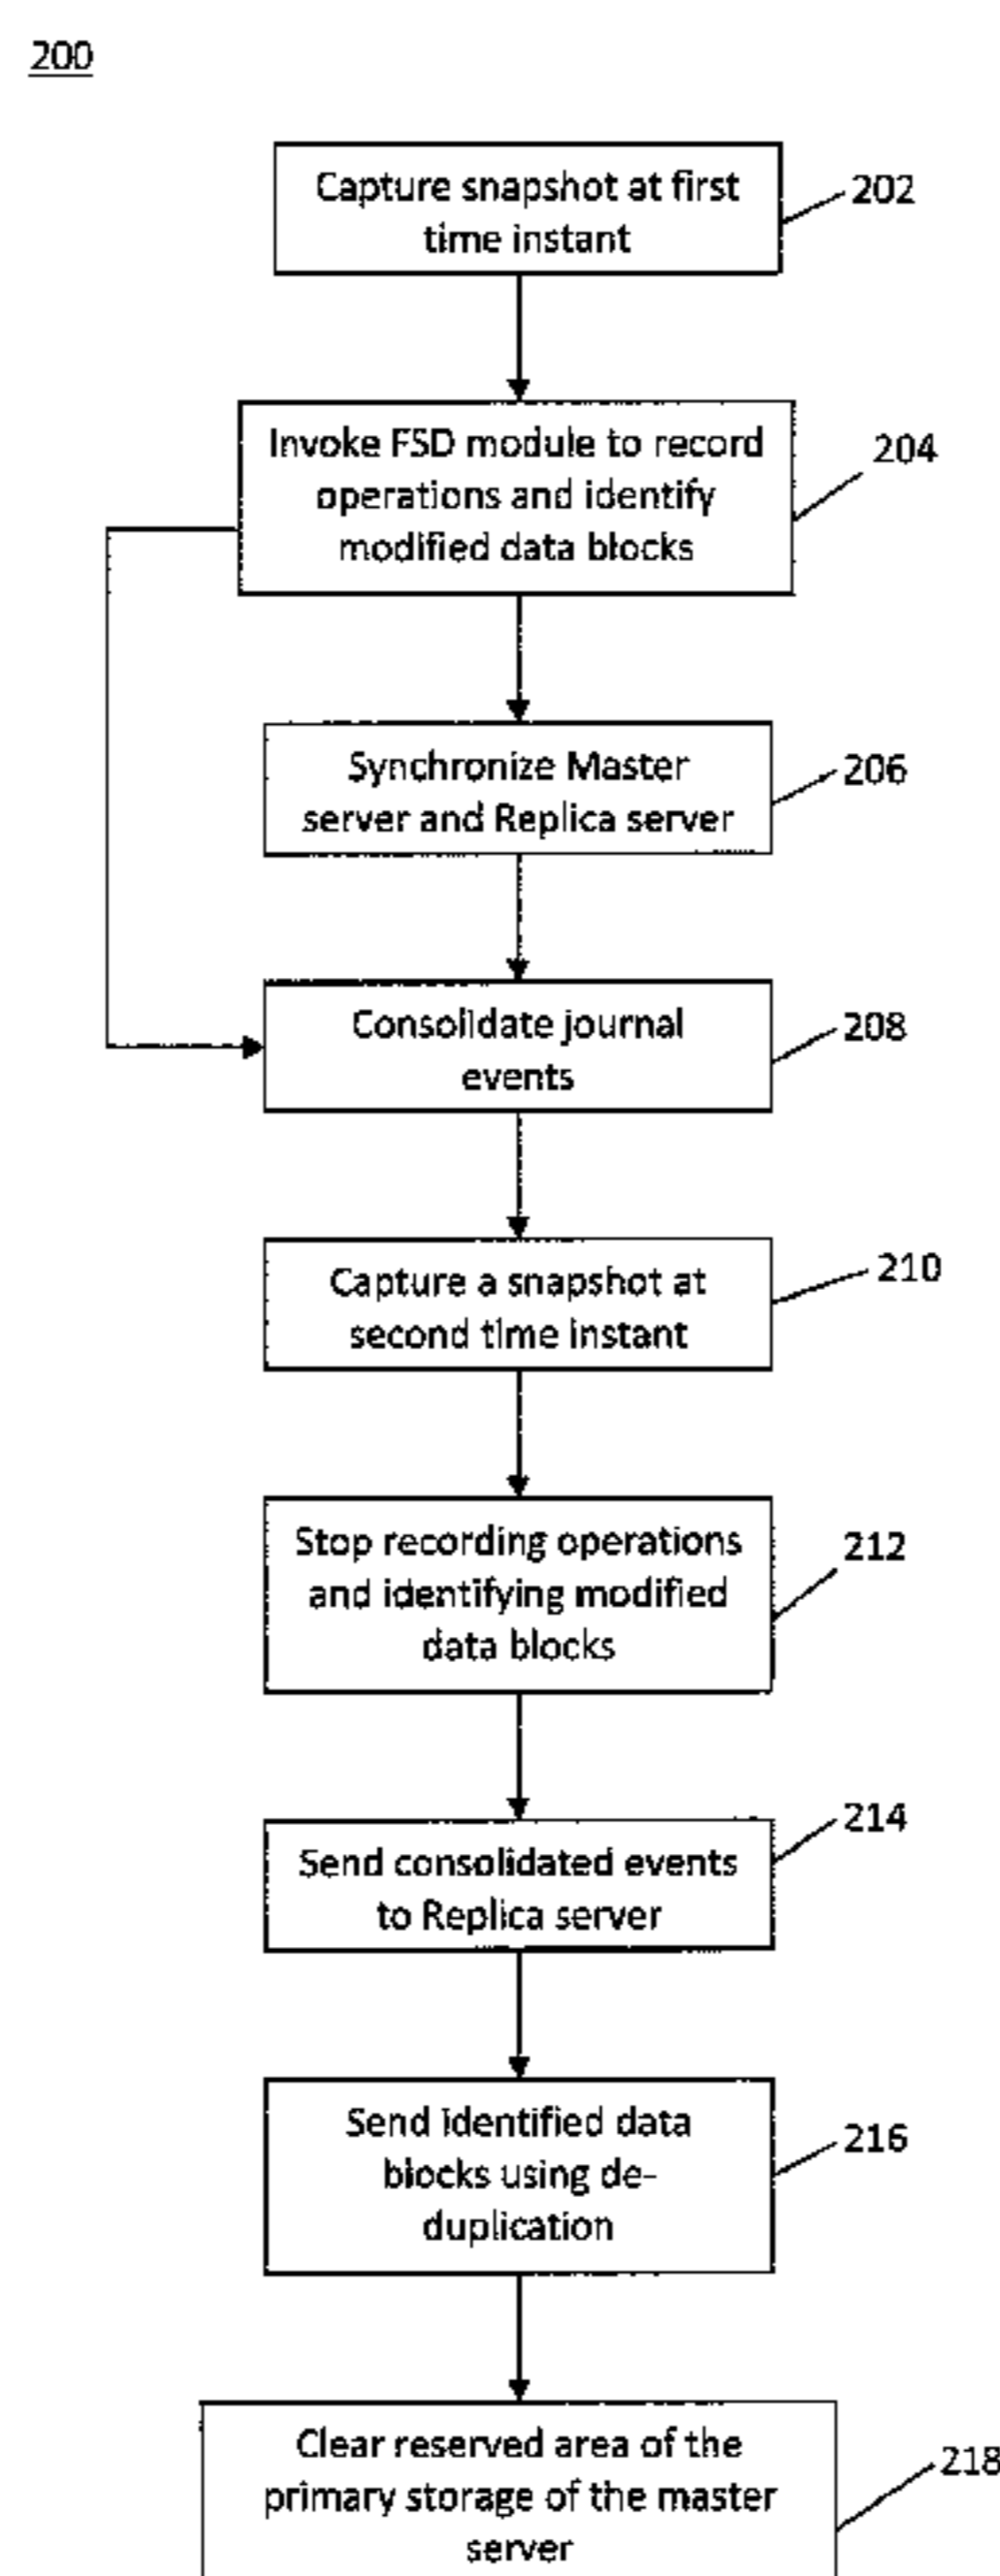 200
Capture snapshot at first
time instant
202
Invoke FSD module to record
operations and identify
modified data blocks
204
Synchronize Master
server and Replica server
206
Consolidate journal
events
208
Capture a snapshot at
second time instant
210
Stop recording operations
and identifying modified
data blocks
212
Send consolidated events
to Replica server
214
Send identified data
blocks using de-
duplication
216
Clear reserved area of the
primary storage of the master
server
218